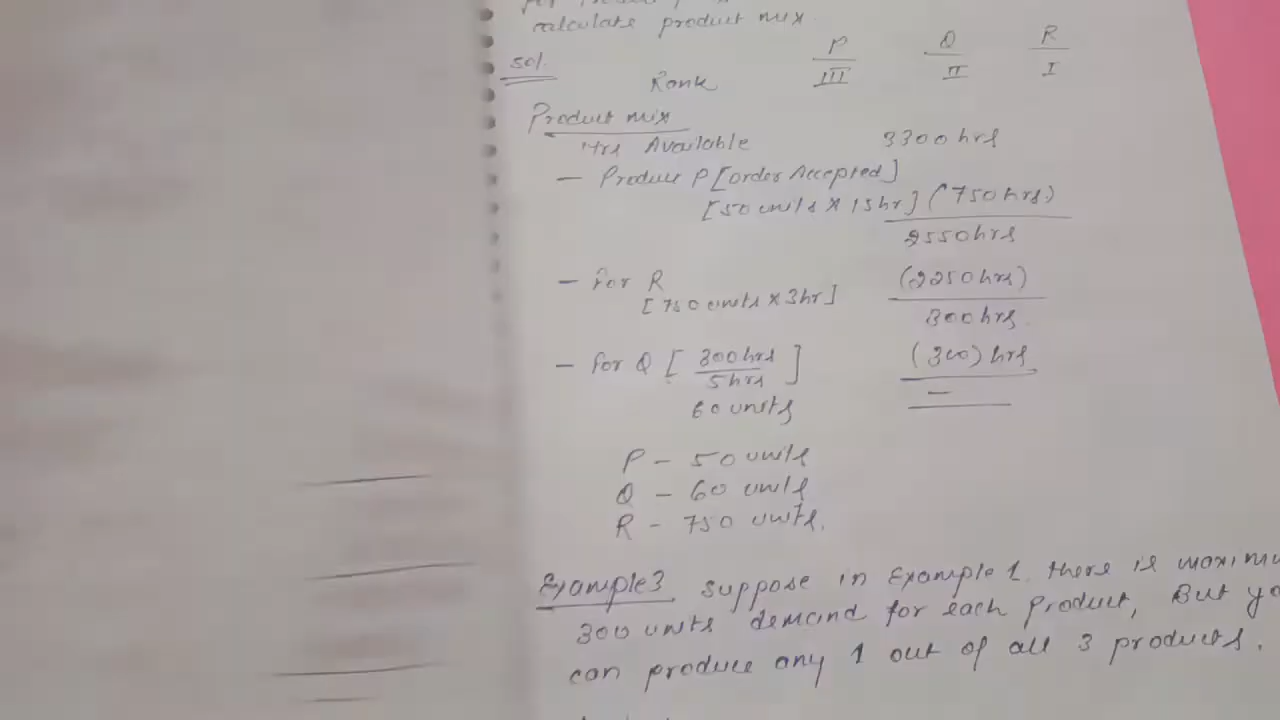 calculate product mix
Sol.
P Q R
Rank III II I
Product mix
Hrs Available 3300 hrs
— Produce P [order Accepted]
[50 units × 15 hr] (750 hrs)
2550 hrs
— for R (2250 hrs)
[750 units × 3 hr]
300 hrs.
— for Q [ 300 hrs / 5 hrs ] (300) hrs
60 units —
P – 50 units
Q – 60 units
R – 750 units.
Example 3 Suppose in Example 1, there is
300 units demand for each product, But
can produce any 1 out of all 3 products.